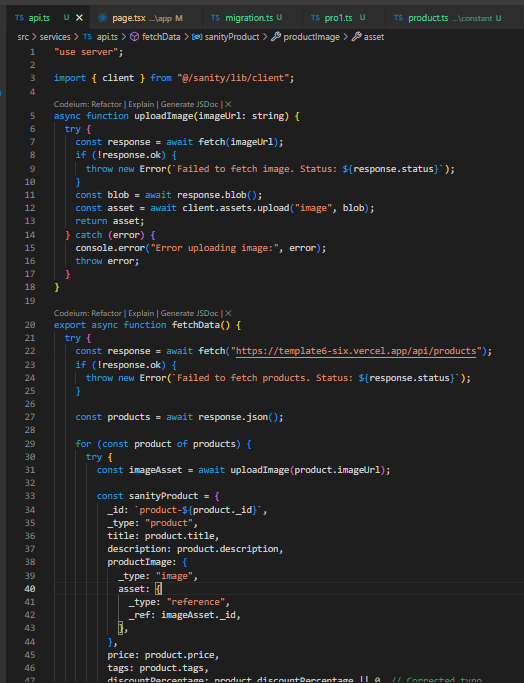 TS api.ts U × page.tsx ...\app M TS migration.ts U TS pro1.ts U TS product.ts ...\constant U
src > services > TS api.ts > fetchData > sanityProduct > productImage > asset
1 "use server";
2
3 import { client } from "@/sanity/lib/client";
4
Codeium: Refactor | Explain | Generate JSDoc | ×
5 async function uploadImage(imageUrl: string) {
6 try {
7 const response = await fetch(imageUrl);
8 if (!response.ok) {
9 throw new Error(`Failed to fetch image. Status: ${response.status}`);
10 }
11 const blob = await response.blob();
12 const asset = await client.assets.upload("image", blob);
13 return asset;
14 } catch (error) {
15 console.error("Error uploading image:", error);
16 throw error;
17 }
18 }
19
Codeium: Refactor | Explain | Generate JSDoc | ×
20 export async function fetchData() {
21 try {
22 const response = await fetch("https://template6-six.vercel.app/api/products");
23 if (!response.ok) {
24 throw new Error(`Failed to fetch products. Status: ${response.status}`);
25 }
26
27 const products = await response.json();
28
29 for (const product of products) {
30 try {
31 const imageAsset = await uploadImage(product.imageUrl);
32
33 const sanityProduct = {
34 _id: `product-${product._id}`,
35 _type: "product",
36 title: product.title,
37 description: product.description,
38 productImage: {
39 _type: "image",
40 asset: {
41 _type: "reference",
42 _ref: imageAsset._id,
43 },
44 },
45 price: product.price,
46 tags: product.tags,
47 discountPercentage: product.discountPercentage || 0, // Corrected typo